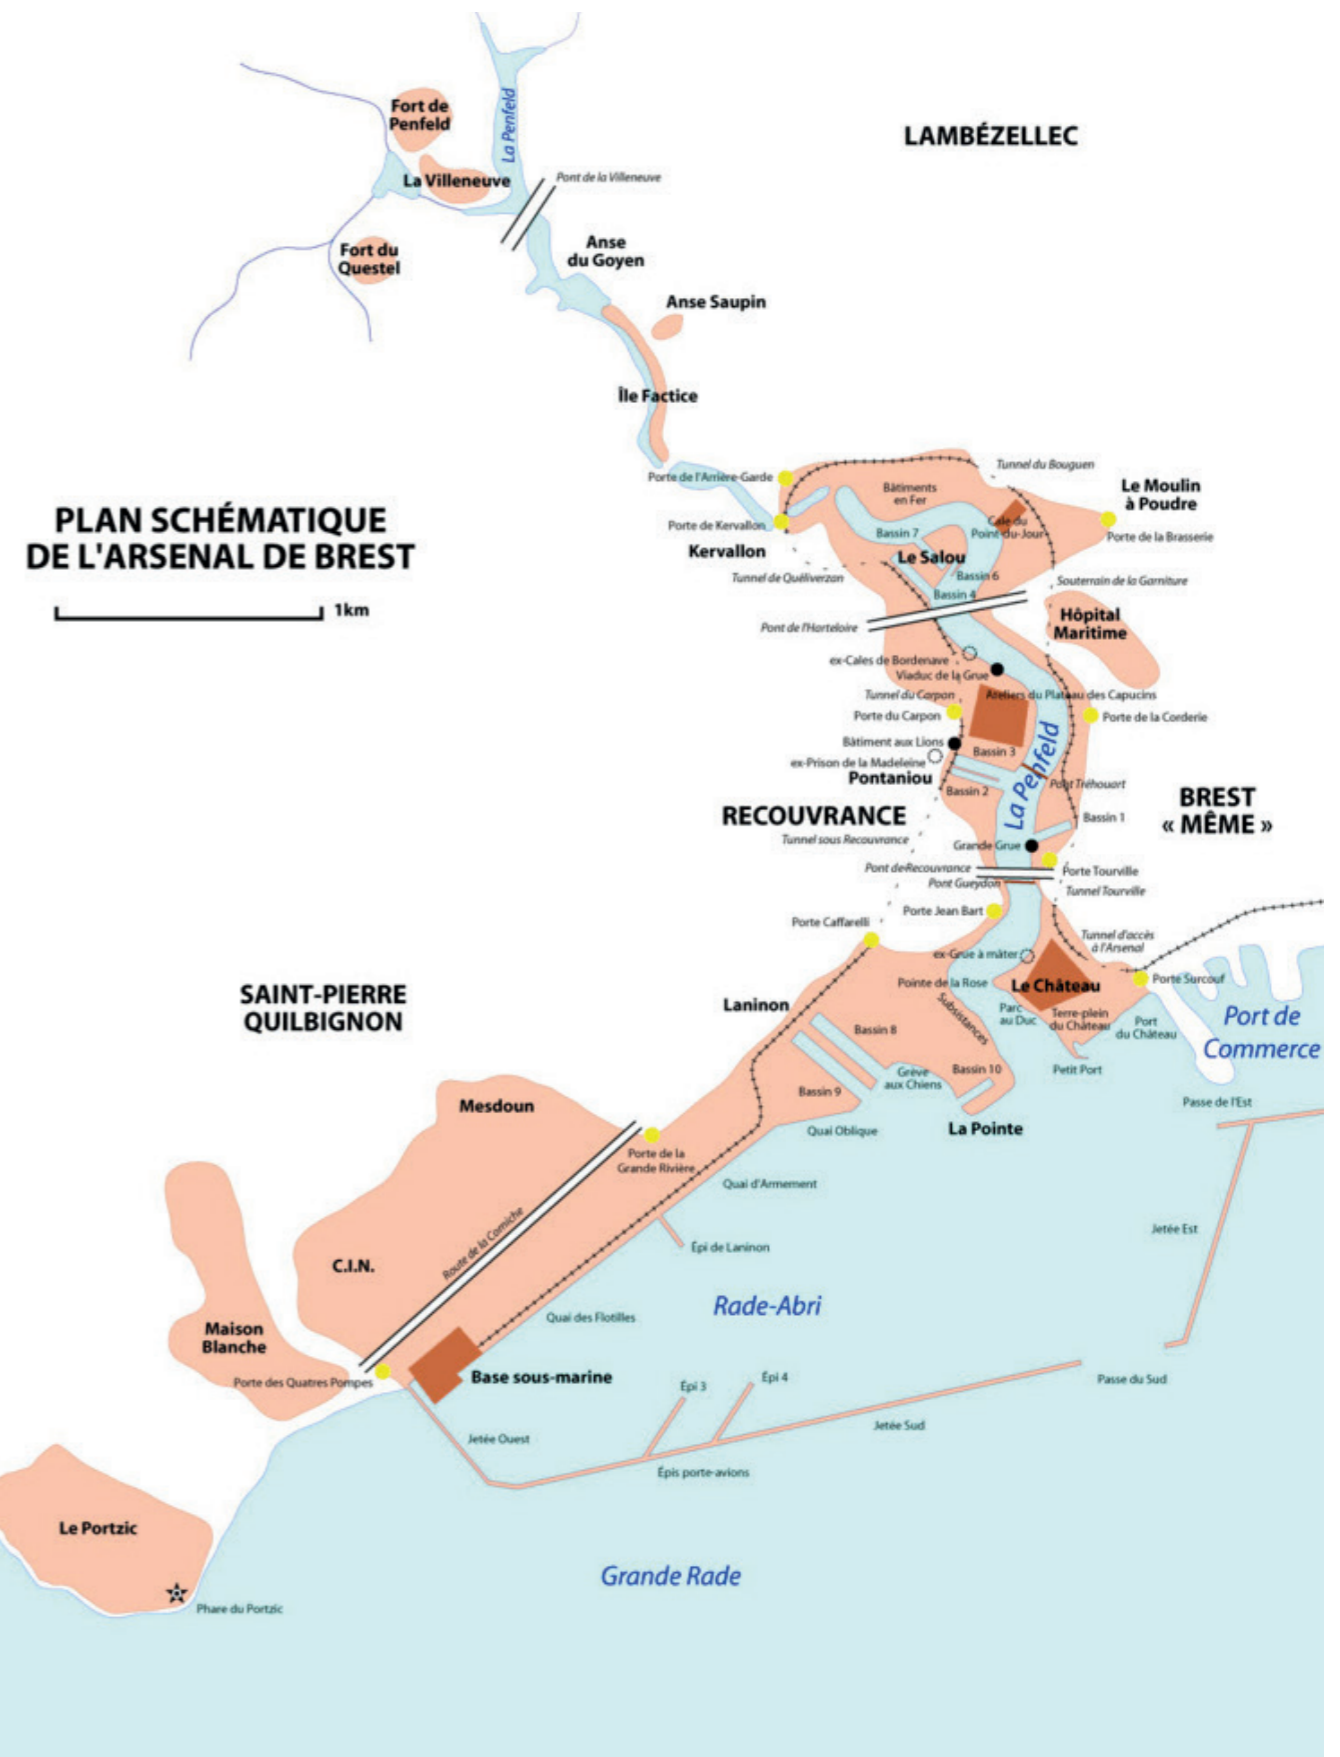 Fort de
Penfeld
La Penfeld
LAMBÉZELLEC
La Villeneuve
Pont de la Villeneuve
Fort du
Questel
Anse
du Goyen
Anse Saupin
Île Factice
PLAN SCHÉMATIQUE
DE L'ARSENAL DE BREST
1km
Porte de l'Arrière-Garde
Tunnel du Bouguen
Bâtiments
en Fer
Le Moulin
à Poudre
Porte de Kervallon
Kervallon
Bassin 7
Cale du
Point-du-Jour
Porte de la Brasserie
Le Salou
Tunnel de Quéliverzan
Bassin 6
Souterrain de la Garniture
Bassin 4
Pont de l'Harteloire
Hôpital
Maritime
ex-Cales de Bordenave
Viaduc de la Grue
Tunnel du Carpon
Ateliers du Plateau des Capucins
Porte du Carpon
Porte de la Corderie
Bâtiment aux Lions
Bassin 3
ex-Prison de la Madeleine
Pontaniou
Bassin 2
La Penfeld
Pont Tréhouart
RECOUVRANCE
BREST
« MÊME »
Bassin 1
Tunnel sous Recouvrance
Grande Grue
Pont de Recouvrance
Porte Tourville
Pont Gueydon
Tunnel Tourville
Porte Jean Bart
Porte Caffarelli
Tunnel d'accès
à l'Arsenal
ex-Grue à mâter
Pointe de la Rose
Le Château
Porte Surcouf
SAINT-PIERRE
QUILBIGNON
Laninon
Subsistances
Parc
au Duc
Terre-plein
du Château
Port
du Château
Port de
Commerce
Bassin 8
Petit Port
Grève
aux Chiens
Bassin 10
Bassin 9
Mesdoun
Quai Oblique
La Pointe
Passe de l'Est
Porte de la
Grande Rivière
Quai d'Armement
Route de la Corniche
Épi de Laninon
Jetée Est
C.I.N.
Rade-Abri
Quai des Flotilles
Maison
Blanche
Porte des Quatres Pompes
Base sous-marine
Épi 3
Épi 4
Passe du Sud
Jetée Ouest
Jetée Sud
Épis porte-avions
Le Portzic
Grande Rade
Phare du Portzic